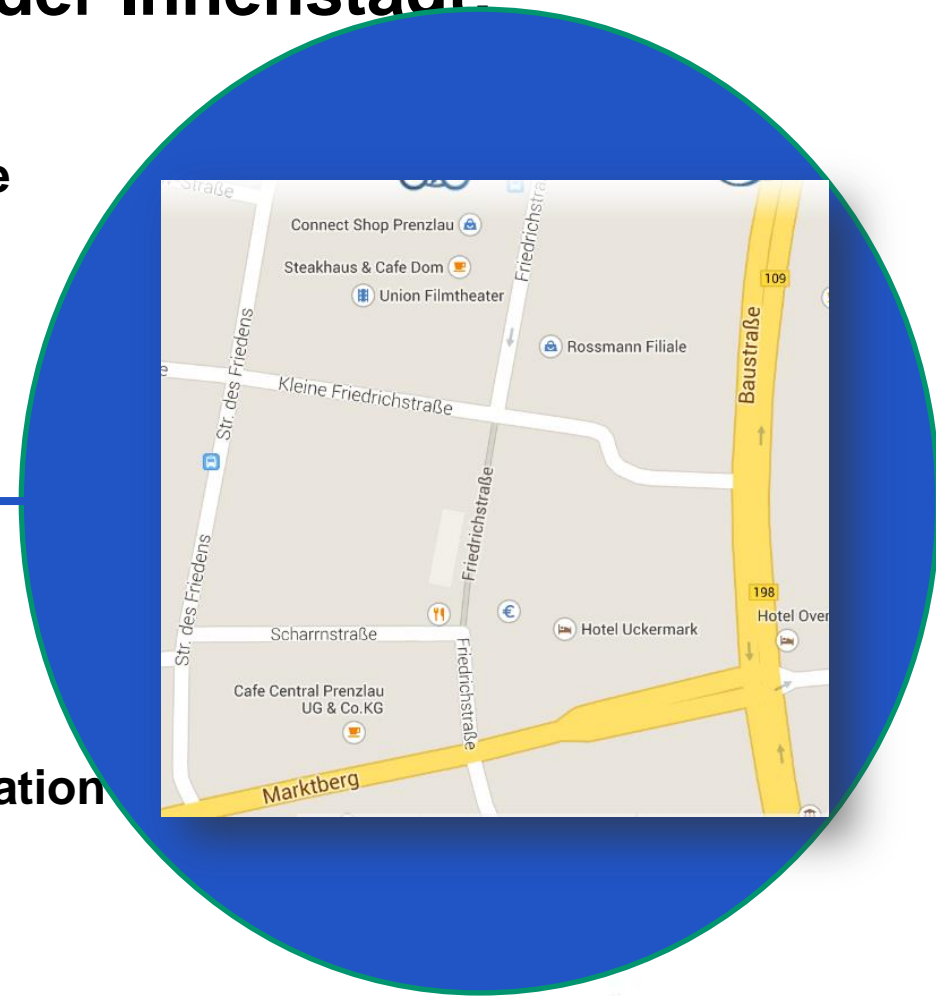 der Innenstadt.
e
Straße
Connect Shop Prenzlau
Friedrichstra
Steakhaus & Cafe Dom
Union Filmtheater
109
Rossmann Filiale
Baustraße
Str. des Friedens
Kleine Friedrichstraße
e
Friedrichstraße
Str. des Friedens
198
Hotel Uckermark
Hotel Over
Scharrnstraße
Friedrichstraße
Cafe Central Prenzlau
UG & Co.KG
Marktberg
ation